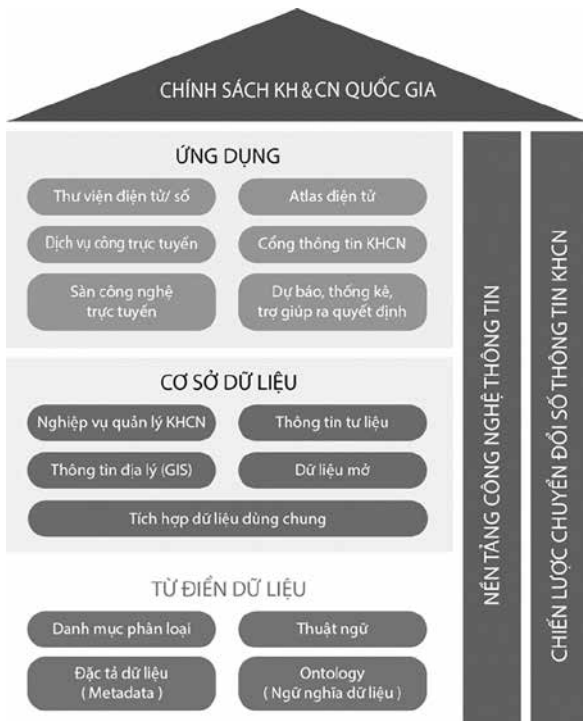 CHÍNH SÁCH KH&CN QUỐC GIA
ỨNG DỤNG
Thư viện điện tử/ số
Atlas điện tử
Dịch vụ công trực tuyến
Cổng thông tin KHCN
Sàn công nghệ
trực tuyến
Dự báo, thống kê,
trợ giúp ra quyết định
CƠ SỞ DỮ LIỆU
Nghiệp vụ quản lý KHCN
Thông tin tư liệu
Thông tin địa lý (GIS)
Dữ liệu mở
Tích hợp dữ liệu dùng chung
TỪ ĐIỂN DỮ LIỆU
Danh mục phân loại
Thuật ngữ
Đặc tả dữ liệu
( Metadata )
Ontology
( Ngữ nghĩa dữ liệu )
NỀN TẢNG CÔNG NGHỆ THÔNG TIN
CHIẾN LƯỢC CHUYỂN ĐỔI SỐ THÔNG TIN KHCN